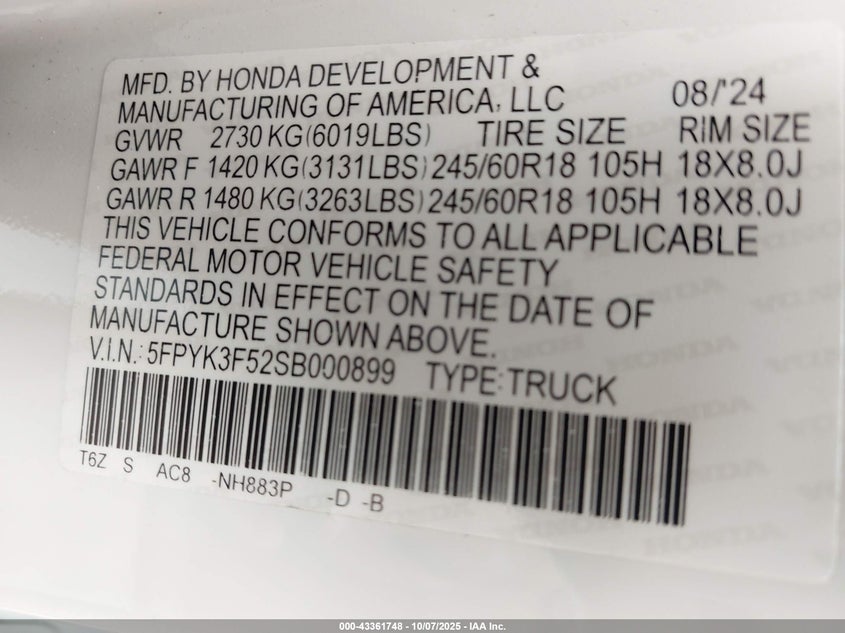 MFD. BY HONDA DEVELOPMENT &
MANUFACTURING OF AMERICA, LLC 08/'24
GVWR 2730 KG(6019LBS) TIRE SIZE RIM SIZE
GAWR F 1420 KG(3131LBS) 245/60R18 105H 18X8.0J
GAWR R 1480 KG(3263LBS) 245/60R18 105H 18X8.0J
THIS VEHICLE CONFORMS TO ALL APPLICABLE
FEDERAL MOTOR VEHICLE SAFETY
STANDARDS IN EFFECT ON THE DATE OF
MANUFACTURE SHOWN ABOVE.
V.I.N.: 5FPYK3F52SB000899 TYPE:TRUCK
T6Z S AC8 -NH883P -D -B
HONDA
000-43361748 - 10/07/2025 - IAA Inc.